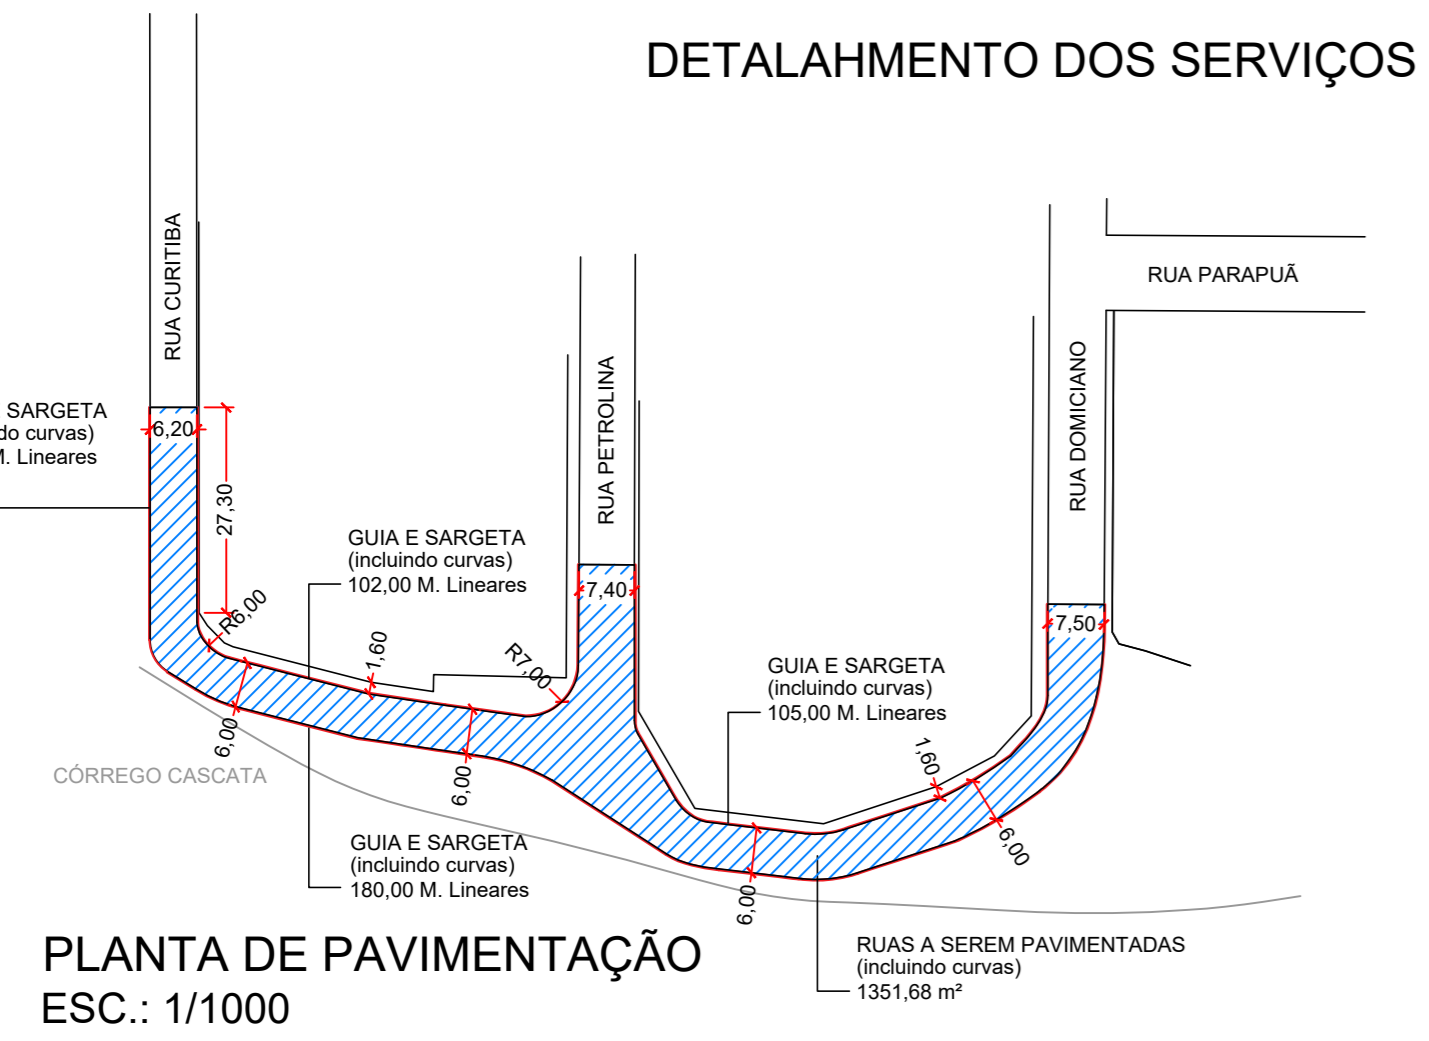 DETALAHMENTO DOS SERVIÇOS
RUA CURITIBA
RUA PARAPUÃ
RUA PETROLINA
RUA DOMICIANO
SARGETA
do curvas)
M. Lineares
6,20
27,30
GUIA E SARGETA
(incluindo curvas)
102,00 M. Lineares
R6,00
1,60
R7,00
7,40
7,50
GUIA E SARGETA
(incluindo curvas)
105,00 M. Lineares
1,60
6,00
6,00
6,00
6,00
CÓRREGO CASCATA
GUIA E SARGETA
(incluindo curvas)
180,00 M. Lineares
RUAS A SEREM PAVIMENTADAS
(incluindo curvas)
1351,68 m²
PLANTA DE PAVIMENTAÇÃO
ESC.: 1/1000